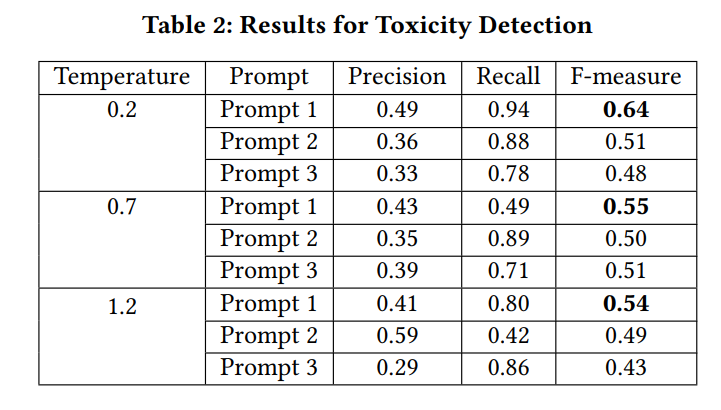 Table 2: Results for Toxicity Detection
Temperature Prompt Precision Recall F-measure
0.2 Prompt 1 0.49 0.94 0.64
Prompt 2 0.36 0.88 0.51
Prompt 3 0.33 0.78 0.48
0.7 Prompt 1 0.43 0.49 0.55
Prompt 2 0.35 0.89 0.50
Prompt 3 0.39 0.71 0.51
1.2 Prompt 1 0.41 0.80 0.54
Prompt 2 0.59 0.42 0.49
Prompt 3 0.29 0.86 0.43